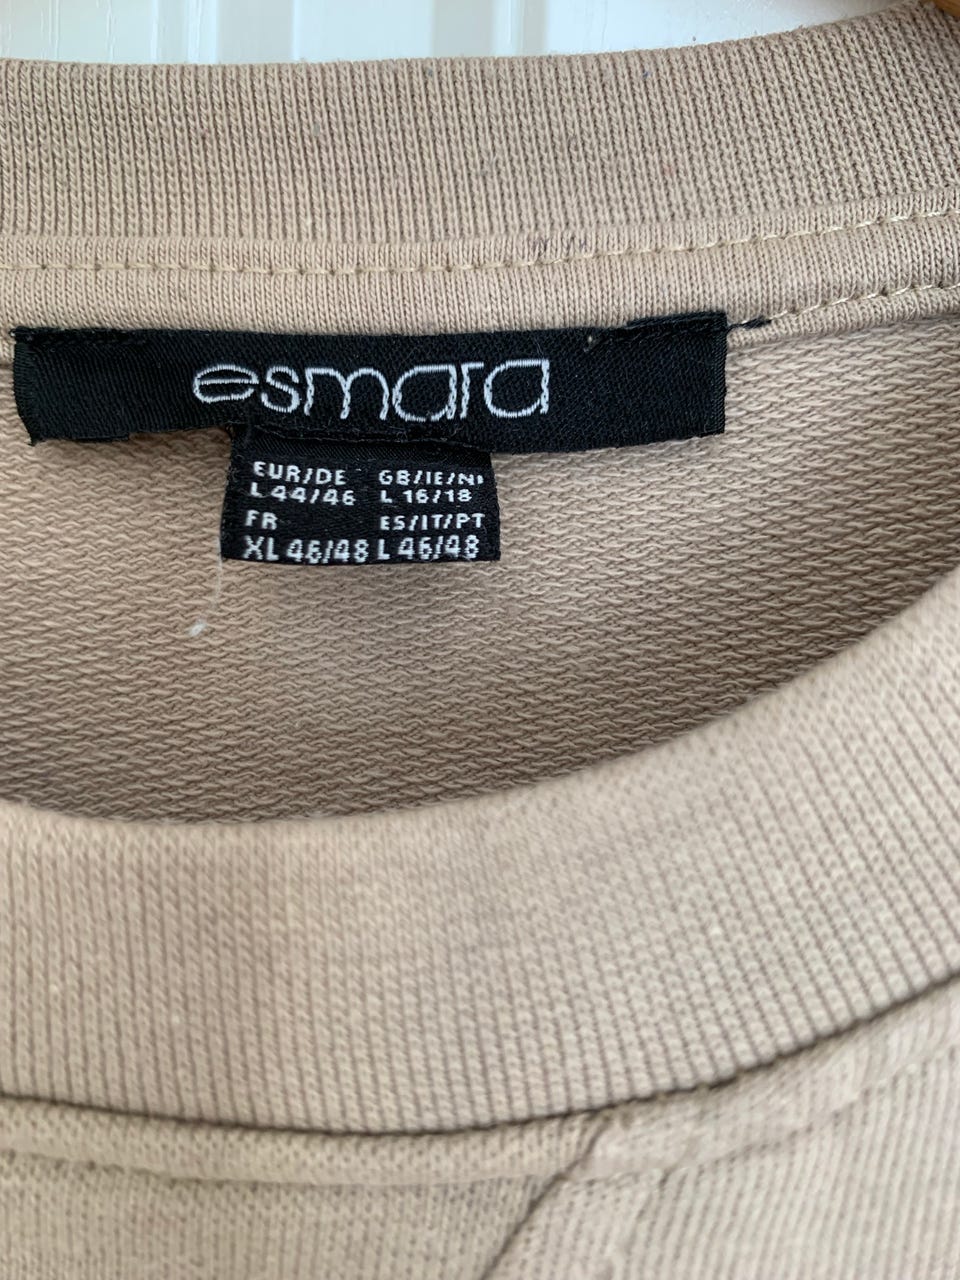 esmara
EUR/DE GB/IE/NI
L 44/46 L 16/18
FR ES/IT/PT
XL 46/48 L 46/48